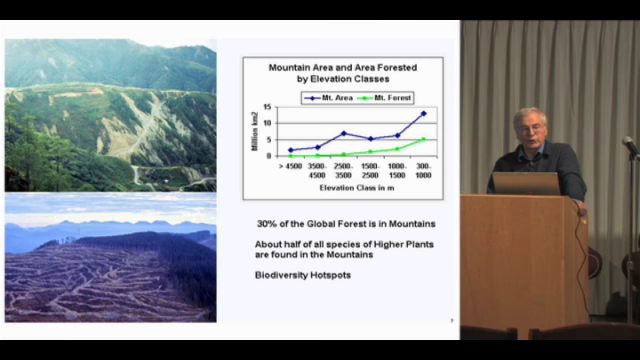 Mountain Area and Area Forested
by Elevation Classes
Mt. Area Mt. Forest
Million km2
15
10
5
0
> 4500 3500-4500 2500-3500 1500-2500 1000-1500 300-1000
Elevation Class in m
30% of the Global Forest is in Mountains
About half of all species of Higher Plants
are found in the Mountains
Biodiversity Hotspots